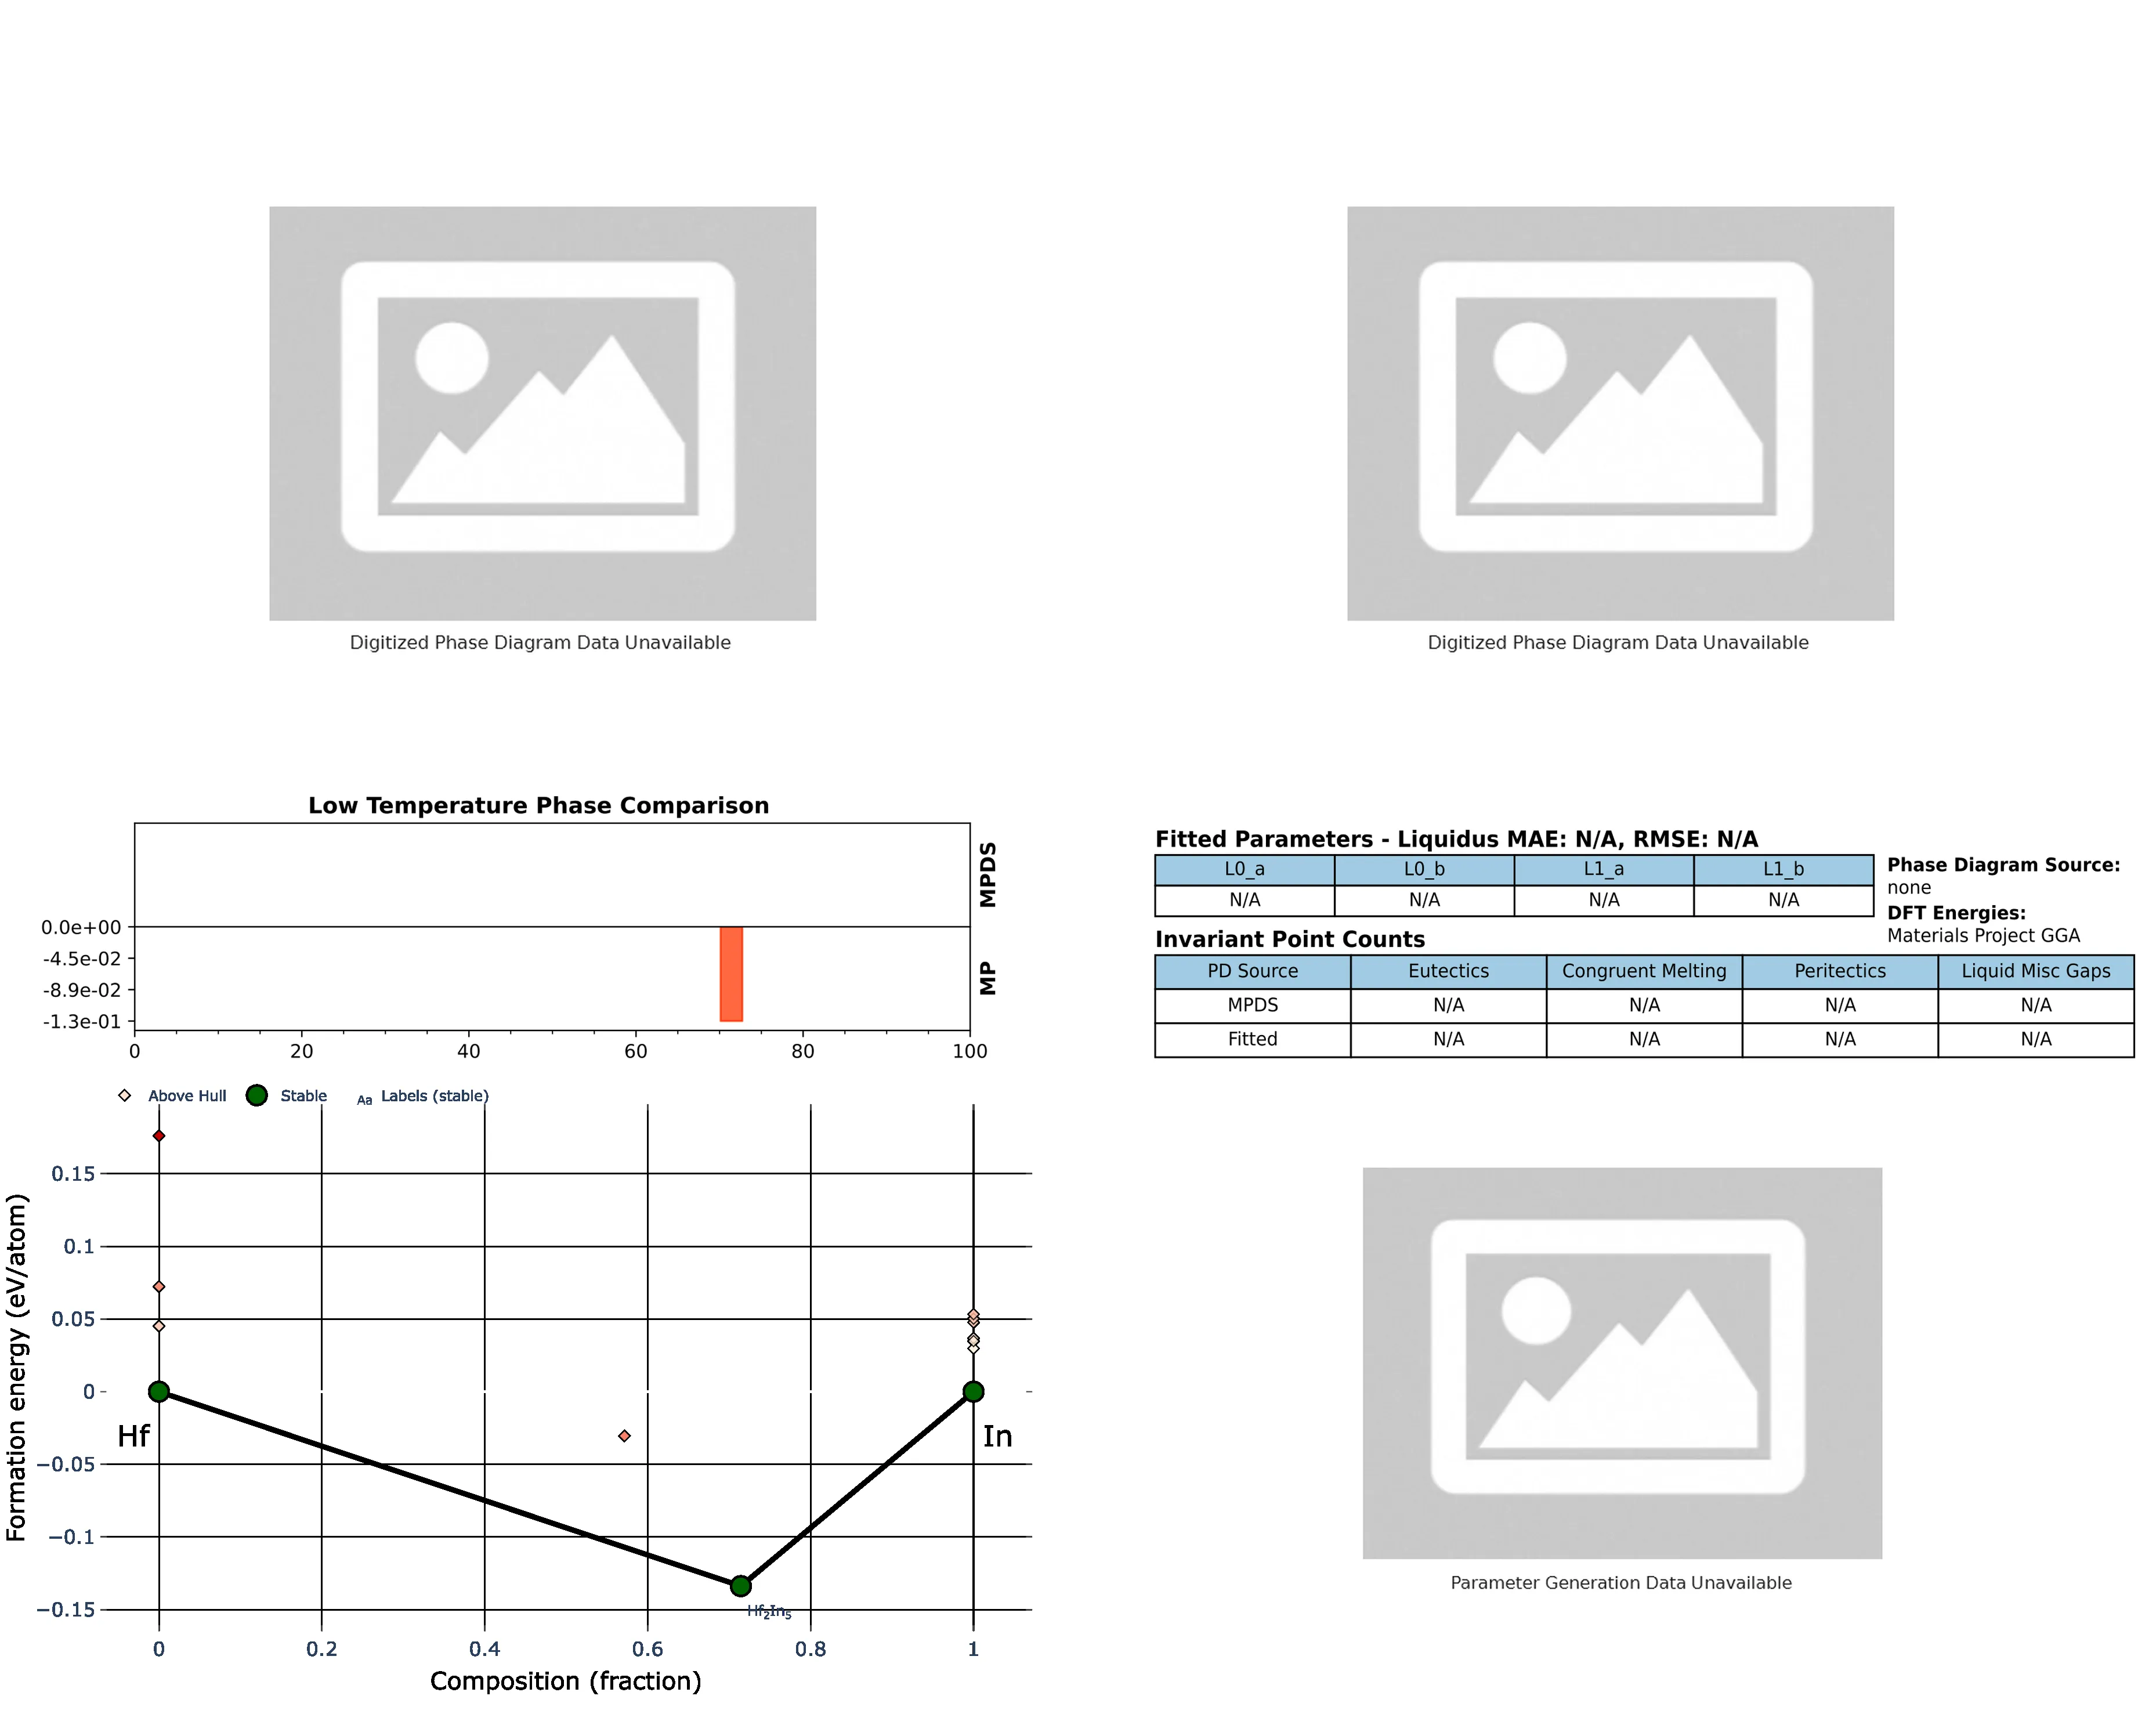 Digitized Phase Diagram Data Unavailable
Digitized Phase Diagram Data Unavailable
Low Temperature Phase Comparison
MPDS
MP
0.0e+00
-4.5e-02
-8.9e-02
-1.3e-01
0 20 40 60 80 100
Fitted Parameters - Liquidus MAE: N/A, RMSE: N/A
L0_a L0_b L1_a L1_b
N/A N/A N/A N/A
Phase Diagram Source:
none
DFT Energies:
Materials Project GGA
Invariant Point Counts
PD Source Eutectics Congruent Melting Peritectics Liquid Misc Gaps
MPDS N/A N/A N/A N/A
Fitted N/A N/A N/A N/A
Above Hull Stable Aa Labels (stable)
Formation energy (eV/atom)
0.15
0.1
0.05
0
−0.05
−0.1
−0.15
Hf
In
Hf₂In₅
0 0.2 0.4 0.6 0.8 1
Composition (fraction)
Parameter Generation Data Unavailable